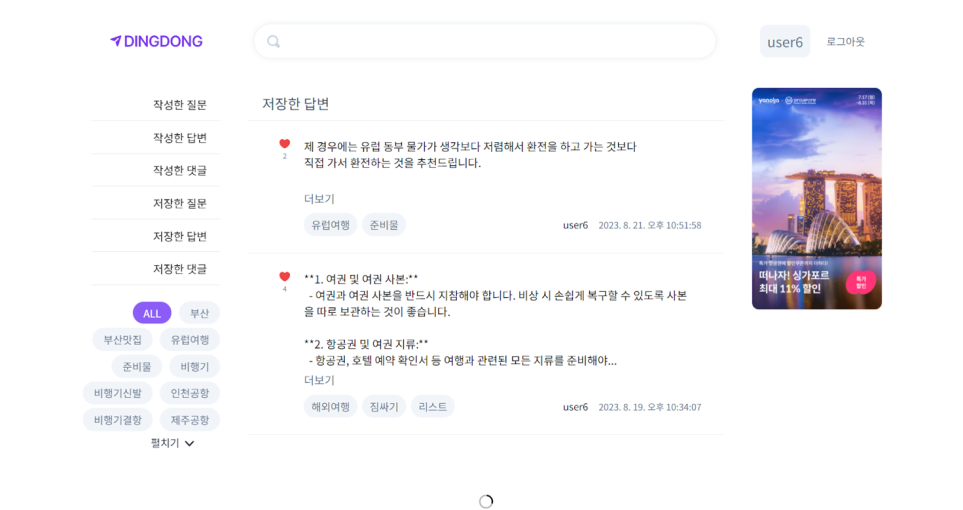 DINGDONG
user6
로그아웃
작성한 질문
작성한 답변
작성한 댓글
저장한 질문
저장한 답변
저장한 댓글
ALL
부산
부산맛집
유럽여행
준비물
비행기
비행기신발
인천공항
비행기결항
제주공항
펼치기
저장한 답변
2
제 경우에는 유럽 동부 물가가 생각보다 저렴해서 환전을 하고 가는 것보다
직접 가서 환전하는 것을 추천드립니다.
더보기
유럽여행
준비물
user6
2023. 8. 21. 오후 10:51:58
4
**1. 여권 및 여권 사본:**
- 여권과 여권 사본을 반드시 지참해야 합니다. 비상 시 손쉽게 복구할 수 있도록 사본
을 따로 보관하는 것이 좋습니다.
**2. 항공권 및 여권 지류:**
- 항공권, 호텔 예약 확인서 등 여행과 관련된 모든 지류를 준비해야...
더보기
해외여행
짐싸기
리스트
user6
2023. 8. 19. 오후 10:34:07
yanolja
떠나자! 싱가포르
최대 11% 할인
특가
할인